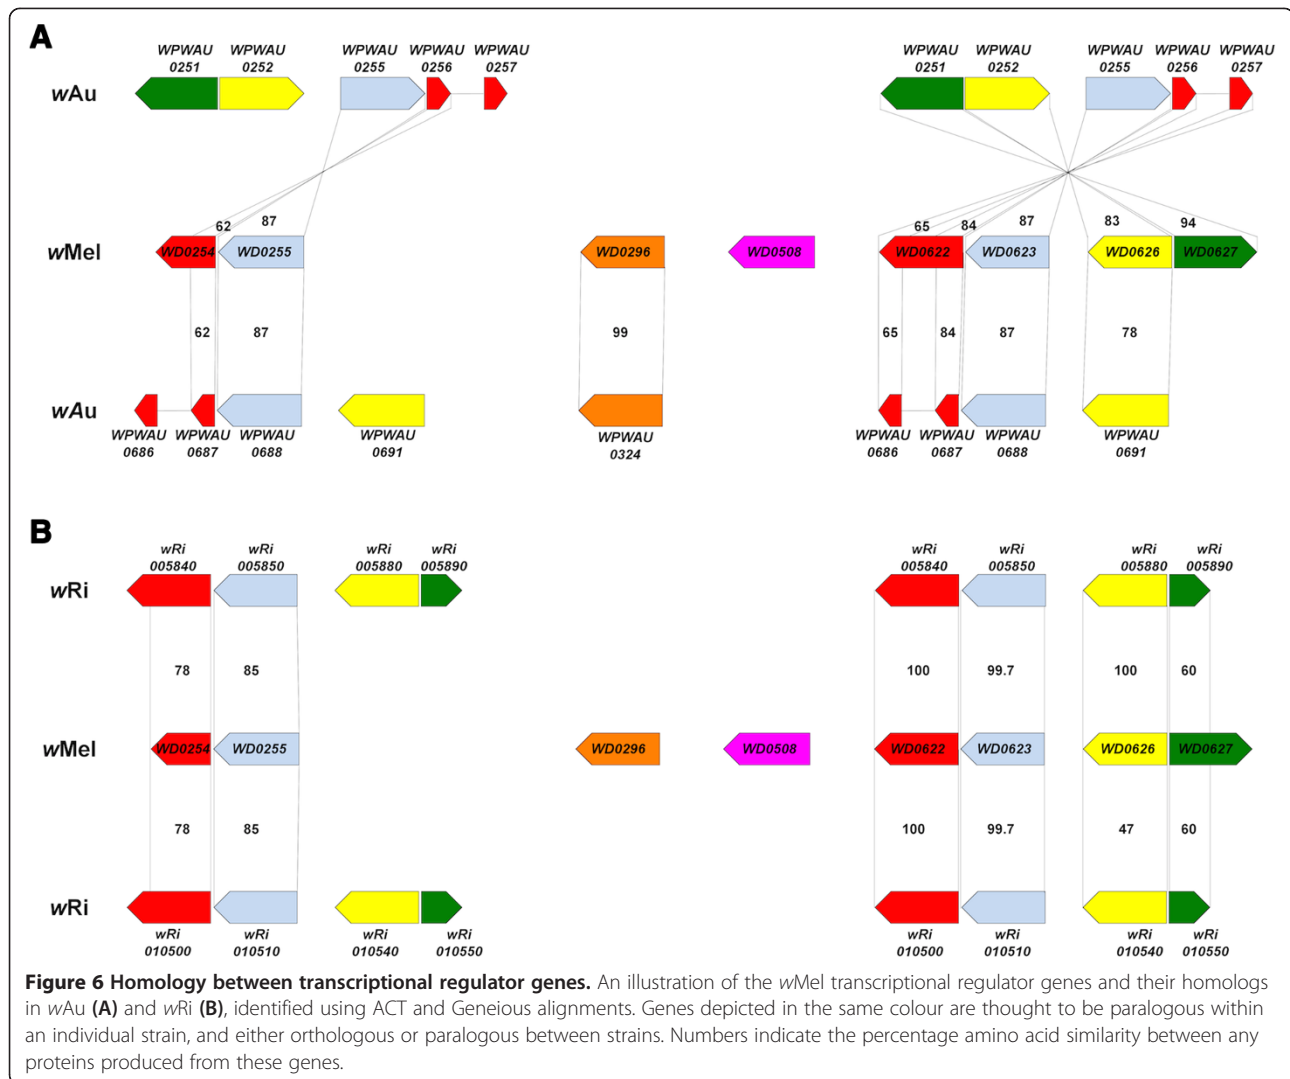 A
WPWAU WPWAU WPWAU WPWAU WPWAU WPWAU WPWAU WPWAU WPWAU WPWAU
0251 0252 0255 0256 0257 0251 0252 0255 0256 0257
wAu
62 87 65 84 87 83 94
wMel WD0254 WD0255 WD0296 WD0508 WD0622 WD0623 WD0626 WD0627
62 87 99 65 84 87 78
wAu
WPWAU WPWAU WPWAU WPWAU WPWAU WPWAU WPWAU WPWAU WPWAU
0686 0687 0688 0691 0324 0686 0687 0688 0691
B
wRi wRi wRi wRi wRi wRi wRi wRi
005840 005850 005880 005890 005840 005850 005880 005890
wRi
78 85 100 99.7 100 60
wMel WD0254 WD0255 WD0296 WD0508 WD0622 WD0623 WD0626 WD0627
78 85 100 99.7 47 60
wRi
wRi wRi wRi wRi wRi wRi wRi wRi
010500 010510 010540 010550 010500 010510 010540 010550
Figure 6 Homology between transcriptional regulator genes. An illustration of the wMel transcriptional regulator genes and their homologs
in wAu (A) and wRi (B), identified using ACT and Geneious alignments. Genes depicted in the same colour are thought to be paralogous within
an individual strain, and either orthologous or paralogous between strains. Numbers indicate the percentage amino acid similarity between any
proteins produced from these genes.